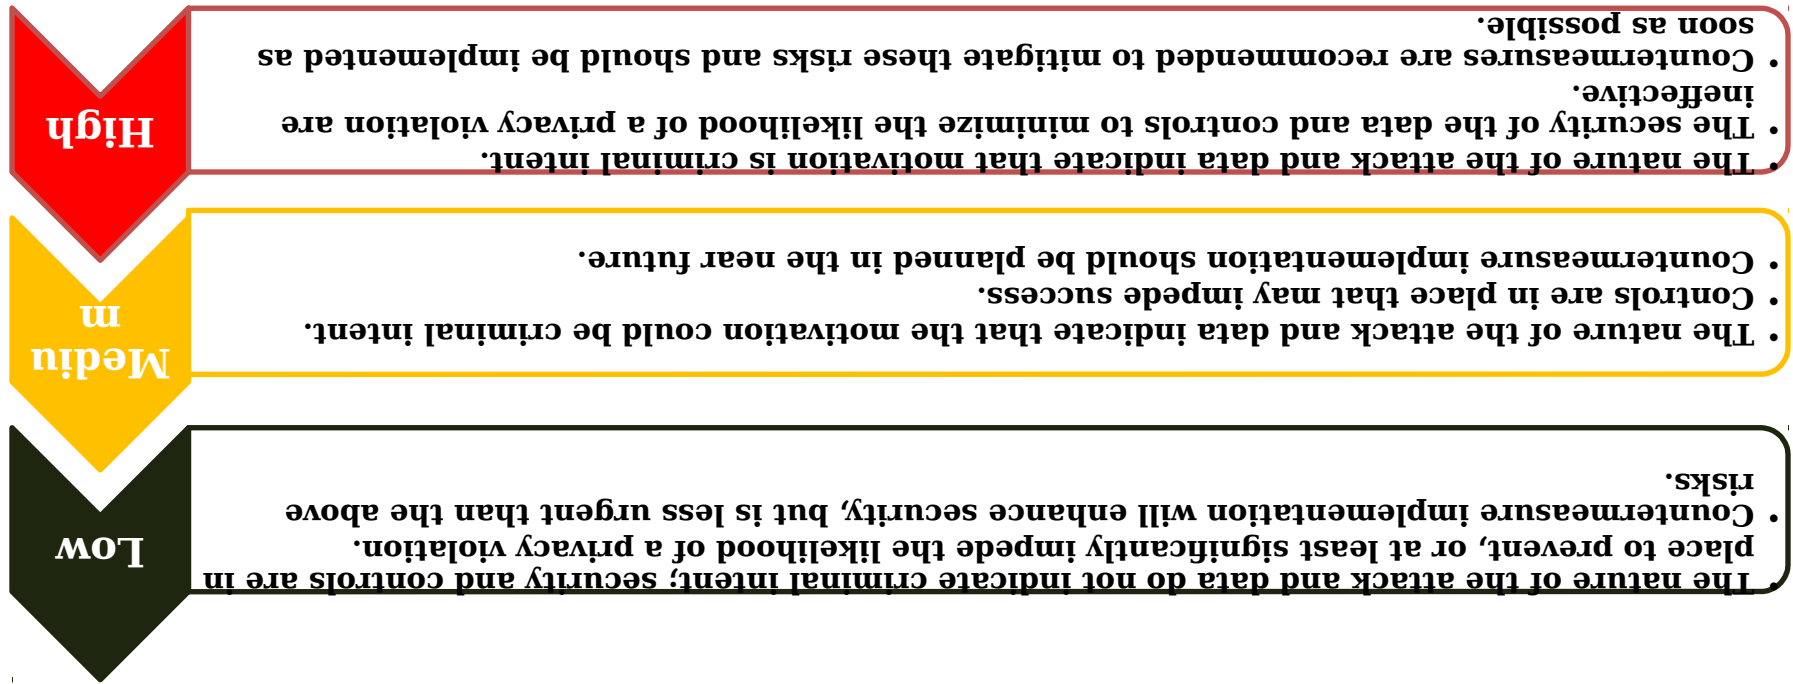 High
• The nature of the attack and data indicate that motivation is criminal intent.
• The security of the data and controls to minimize the likelihood of a privacy violation are
ineffective.
• Countermeasures are recommended to mitigate these risks and should be implemented as
soon as possible.
Mediu
m
• The nature of the attack and data indicate that the motivation could be criminal intent.
• Controls are in place that may impede success.
• Countermeasure implementation should be planned in the near future.
Low
• The nature of the attack and data do not indicate criminal intent; security and controls are in
place to prevent, or at least significantly impede the likelihood of a privacy violation.
• Countermeasure implementation will enhance security, but is less urgent than the above
risks.